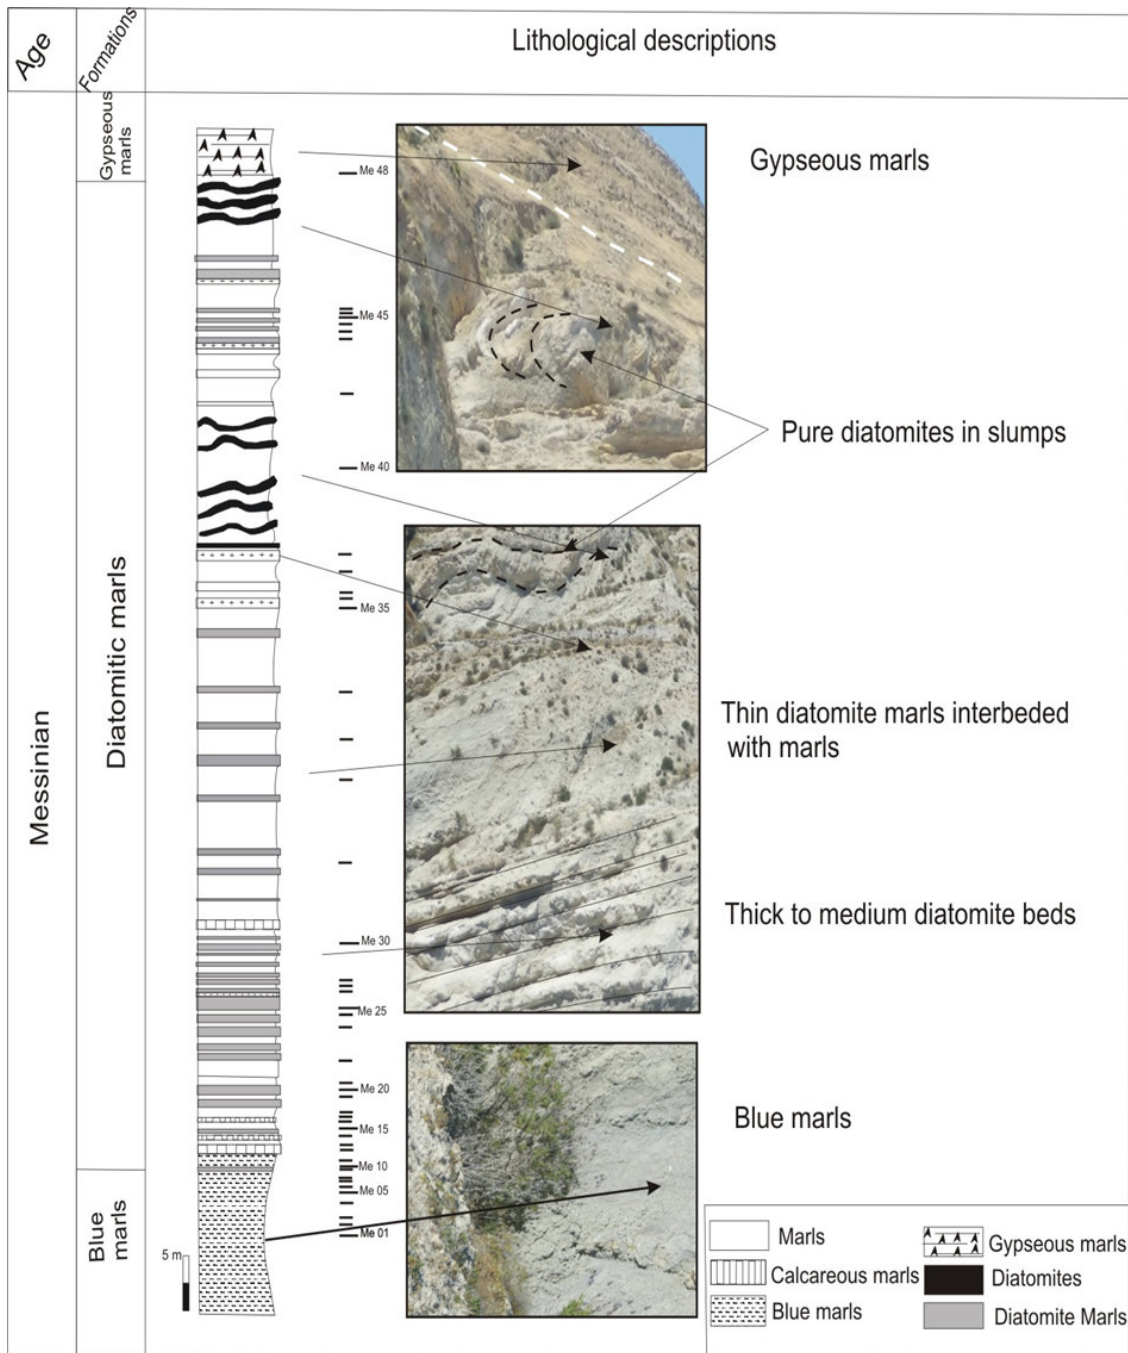 Age
Formations
Lithological descriptions
Gypseous
marls
Me 48
Gypseous marls
Me 45
Pure diatomites in slumps
Me 40
Me 35
Diatomitic marls
Messinian
Thin diatomite marls interbeded
with marls
Thick to medium diatomite beds
Me 30
Me 25
Me 20
Me 15
Me 10
Me 05
Me 01
Blue marls
Blue
marls
5 m
Marls
Calcareous marls
Blue marls
Gypseous marls
Diatomites
Diatomite Marls